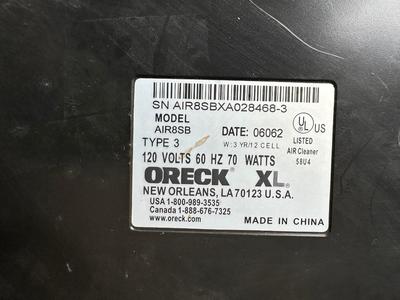 SN AIR8SBXA028468-3
MODEL
AIR8SB
DATE: 06062
TYPE 3
W: 3 YR/12 CELL
120 VOLTS 60 HZ 70 WATTS
UL US
LISTED
AIR Cleaner
58U4
ORECK XL®
NEW ORLEANS, LA 70123 U.S.A.
USA 1-800-989-3535
Canada 1-888-676-7325
www.oreck.com
MADE IN CHINA